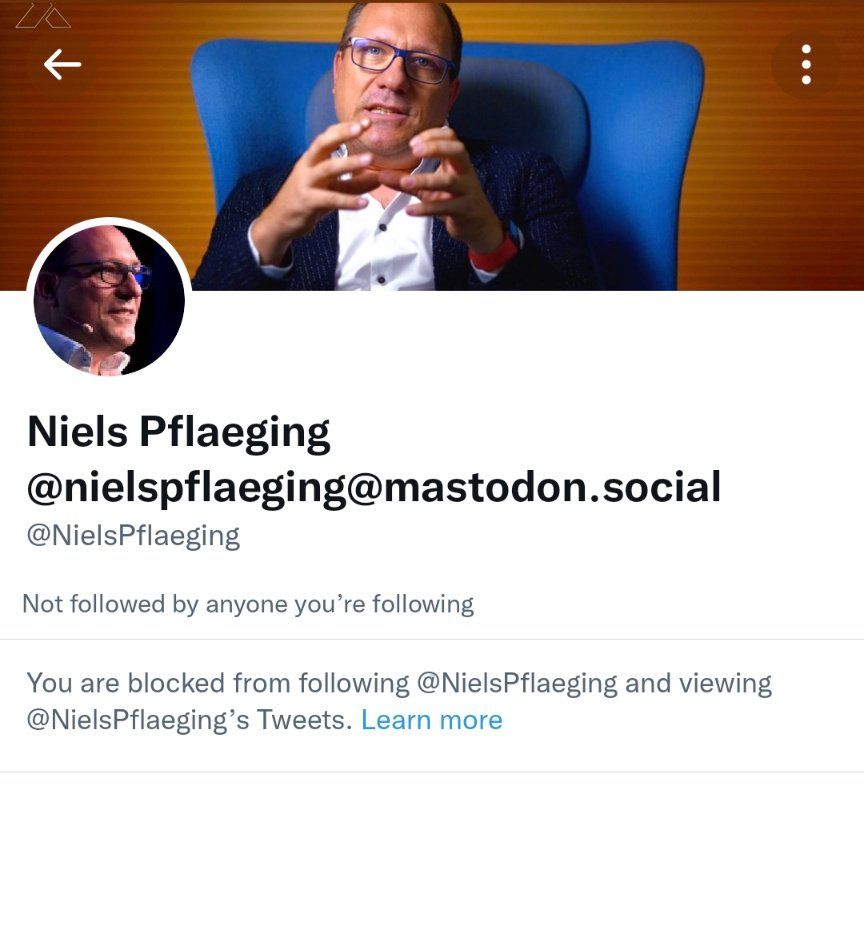 Niels Pflaeging
@nielspflaeging@mastodon.social
@NielsPflaeging
Not followed by anyone you’re following
You are blocked from following @NielsPflaeging and viewing
@NielsPflaeging’s Tweets. Learn more